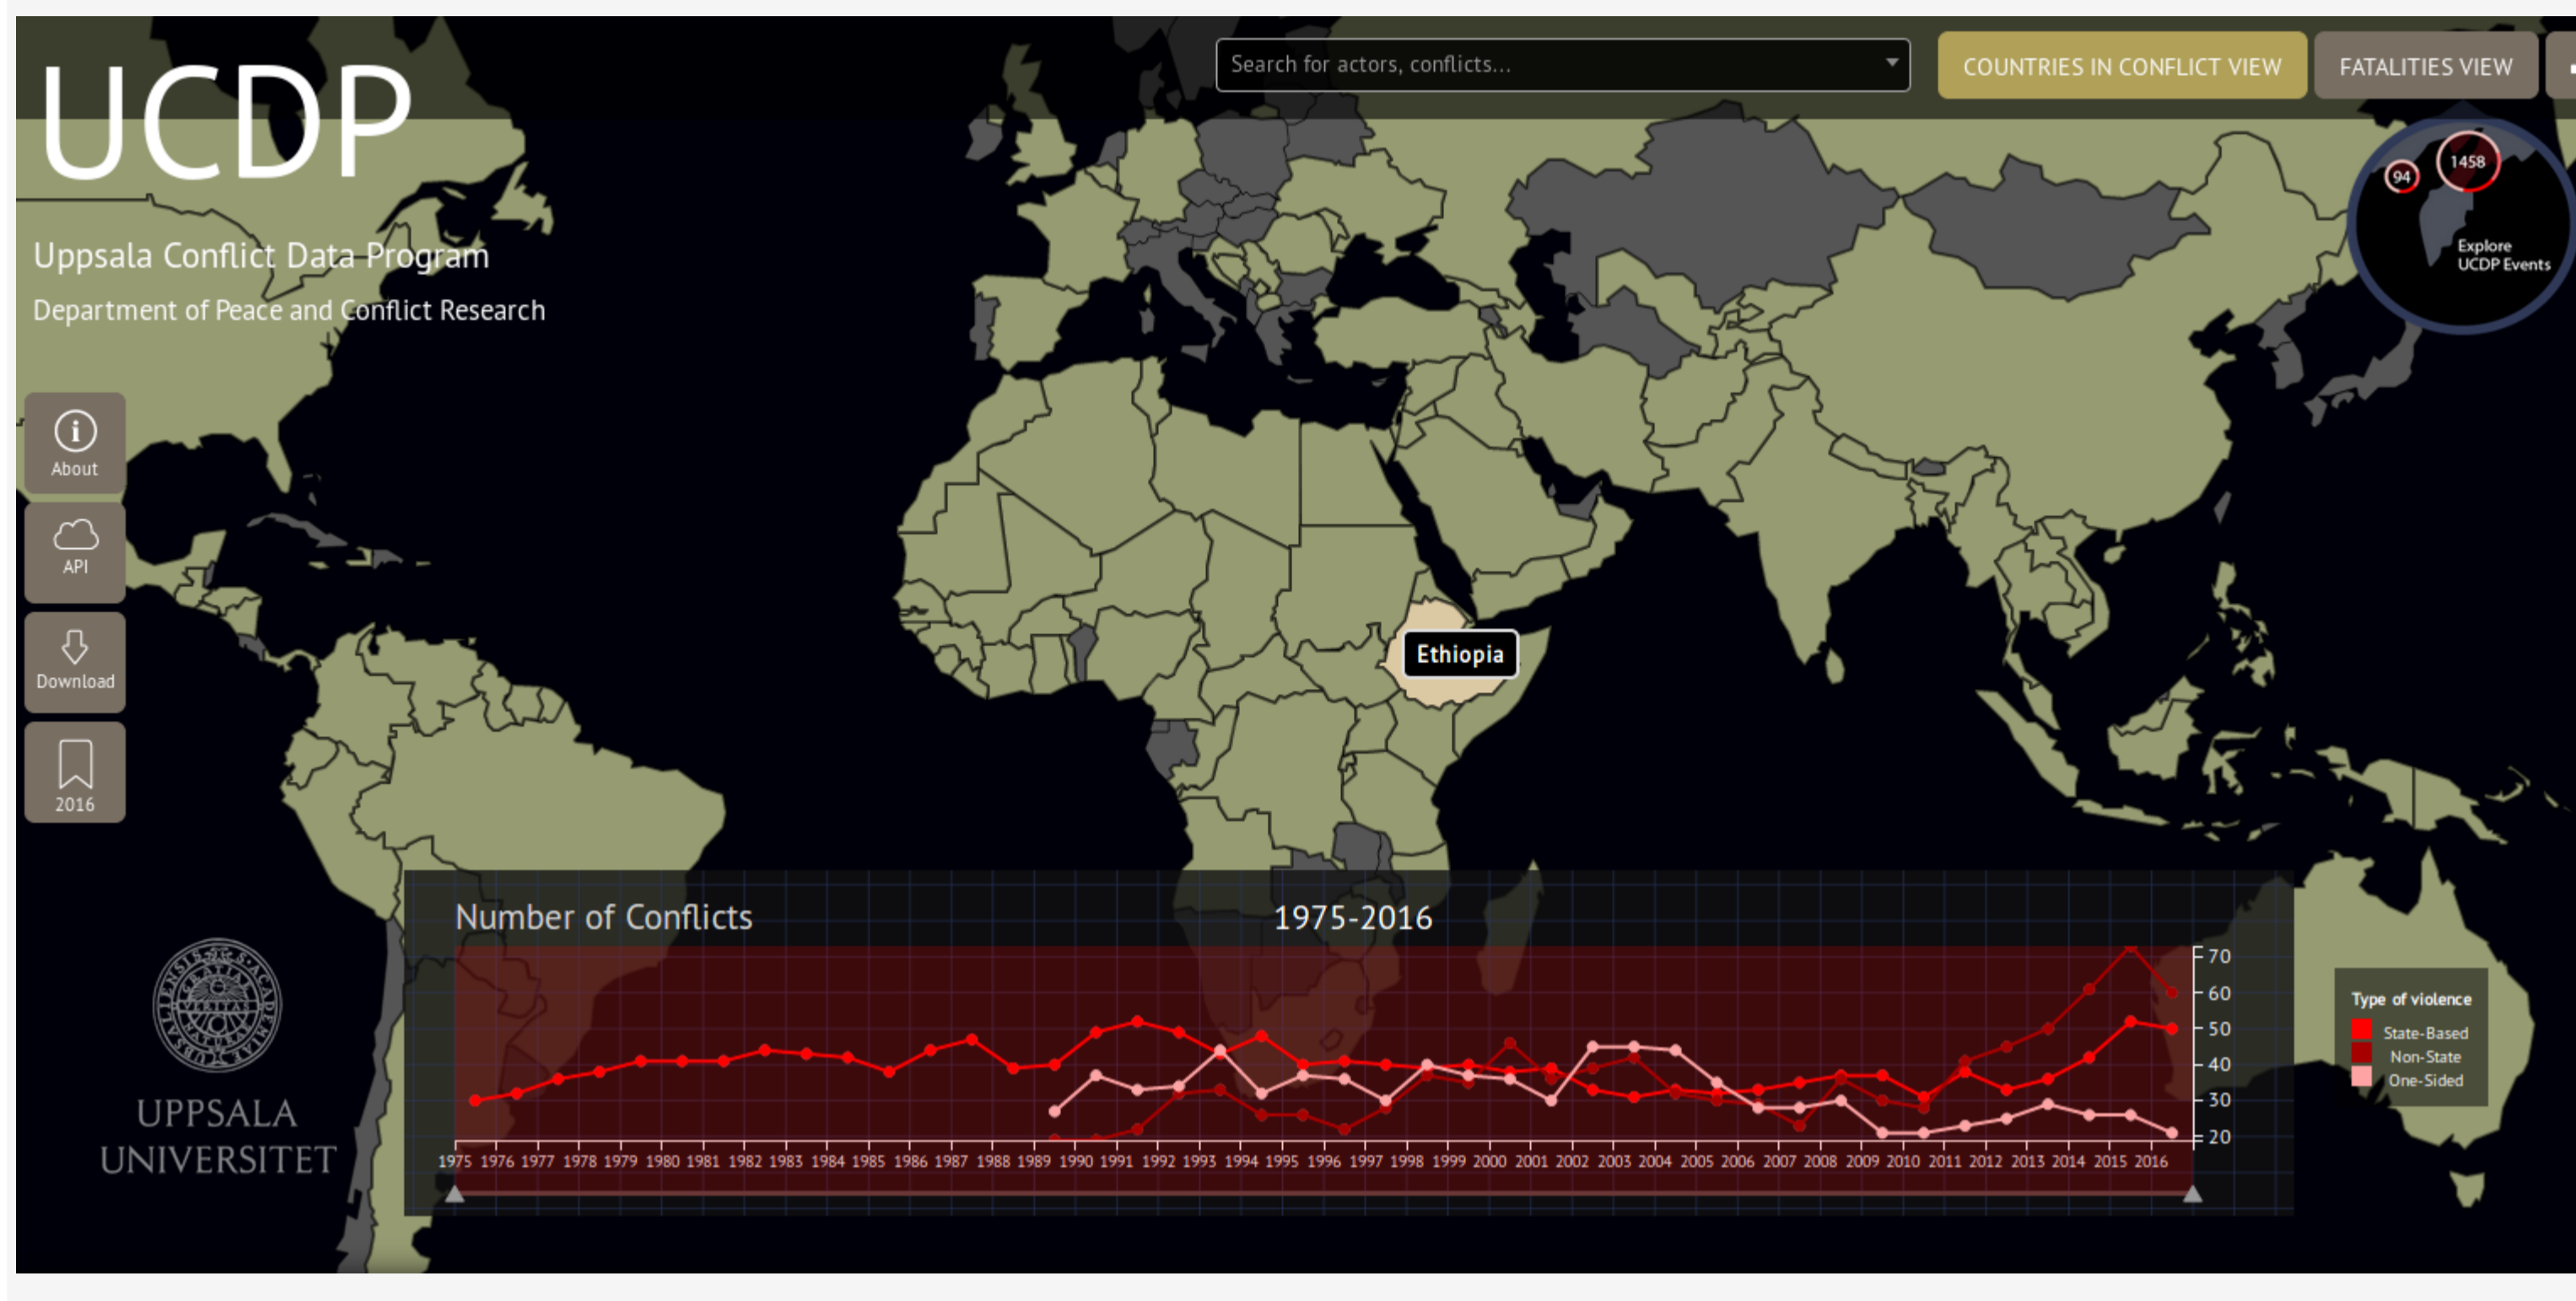 UCDP
Search for actors, conflicts...
COUNTRIES IN CONFLICT VIEW
FATALITIES VIEW
94
1458
Explore
UCDP Events
Uppsala Conflict Data Program
Department of Peace and Conflict Research
About
API
Download
2016
Ethiopia
Number of Conflicts
1975-2016
70
60
50
40
30
20
1975 1976 1977 1978 1979 1980 1981 1982 1983 1984 1985 1986 1987 1988 1989 1990 1991 1992 1993 1994 1995 1996 1997 1998 1999 2000 2001 2002 2003 2004 2005 2006 2007 2008 2009 2010 2011 2012 2013 2014 2015 2016
Type of violence
State-Based
Non-State
One-Sided
UPPSALA
UNIVERSITET